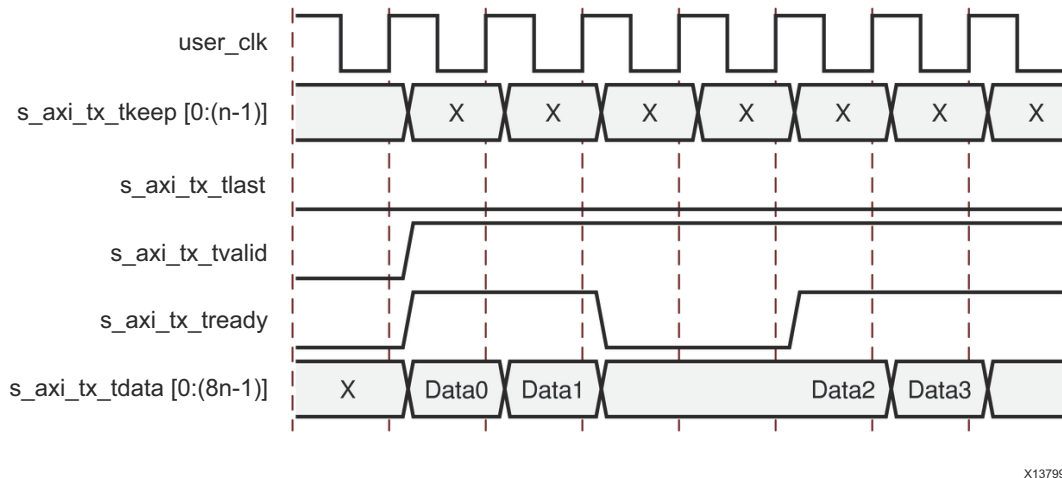 user_clk
s_axi_tx_tkeep [0:(n-1)] X X X X X X X
s_axi_tx_tlast
s_axi_tx_tvalid
s_axi_tx_tready
s_axi_tx_tdata [0:(8n-1)] X Data0 Data1 Data2 Data3
X13799